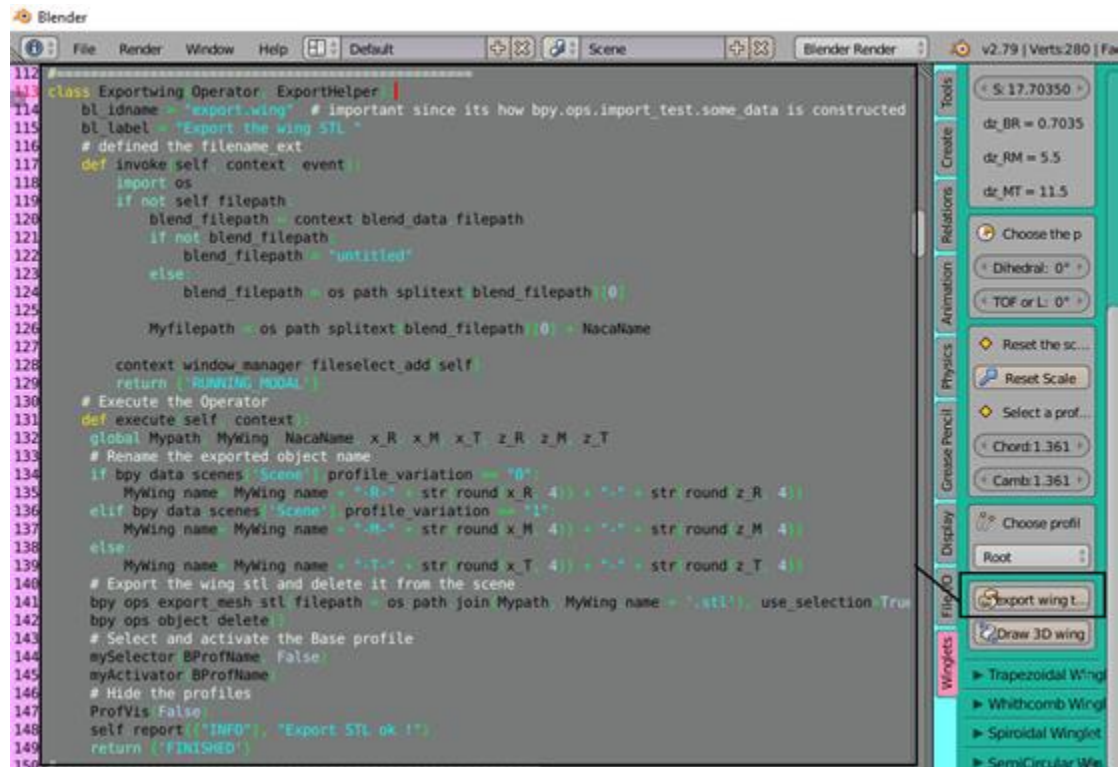 Blender
File Render Window Help Default Scene Blender Render v2.79 | Verts:280 | Fa
112 #
113 class Exportwing Operator ExportHelper
114 bl_idname = "export.wing" # important since its how bpy.ops.import_test.some_data is constructed
115 bl_label = "Export the wing STL "
116 # defined the filename_ext
117 def invoke self context event
118 import os
119 if not self filepath
120 blend_filepath = context blend_data filepath
121 if not blend_filepath
122 blend_filepath = "untitled"
123 else:
124 blend_filepath = os path splitext blend_filepath [0]
125
126 Myfilepath = os path splitext blend_filepath [0] + NacaName
127
128 context window_manager fileselect_add self
129 return {'RUNNING_MODAL'}
130 # Execute the Operator
131 def execute self context
132 global Mypath MyWing NacaName x_R x_M x_T z_R z_M z_T
133 # Rename the exported object name
134 if bpy data scenes 'Scene' profile_variation == "0":
135 MyWing name MyWing name + "-R-" + str round x_R 4)) + "-" + str round z_R 4))
136 elif bpy data scenes 'Scene' profile_variation == "1":
137 MyWing name MyWing name + "-M-" + str round x_M 4)) + "-" + str round z_M 4))
138 else:
139 MyWing name MyWing name + "-T-" + str round x_T 4)) + "-" + str round z_T 4))
140 # Export the wing stl and delete it from the scene
141 bpy ops export_mesh stl filepath = os path join Mypath, MyWing name + '.stl'), use_selection=True
142 bpy ops object delete()
143 # Select and activate the Base profile
144 mySelector BProfName False
145 myActivator BProfName
146 # Hide the profiles
147 ProfVis False
148 self report({"INFO"}, "Export STL ok !")
149 return {'FINISHED'}
150
Tools
Create
Relations
Animation
Physics
Grease Pencil
Display
File I/O
Winglets
S: 17.70350
dz_BR = 0.7035
dz_RM = 5.5
dz_MT = 11.5
Choose the p
Dihedral: 0°
TOF or L: 0°
Reset the sc...
Reset Scale
Select a prof...
Chord:1.361
Camb:1.361
Choose profil
Root
export wing t...
Draw 3D wing
Trapezoidal Wingl
Whithcomb Wingl
Spiroidal Winglet
SemiCircular Win